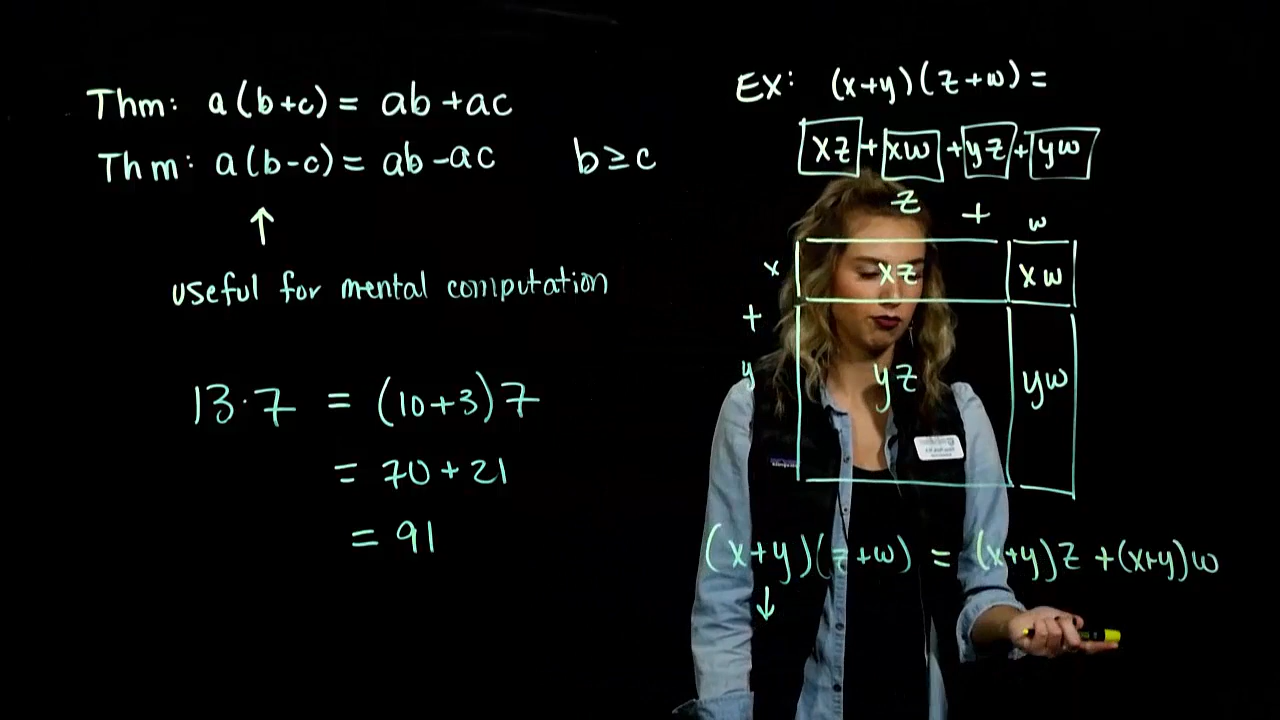 Thm: a(b+c) = ab +ac
Thm: a(b-c) = ab -ac b ≥ c
↑
useful for mental computation
13·7 = (10+3)7
= 70 + 21
= 91
EX: (x+y)(z+w) =
xz + xw + yz + yw
z + w
x xz xw
+
y yz yw
(x+y)(z+w) = (x+y)z +(x+y)w
↓